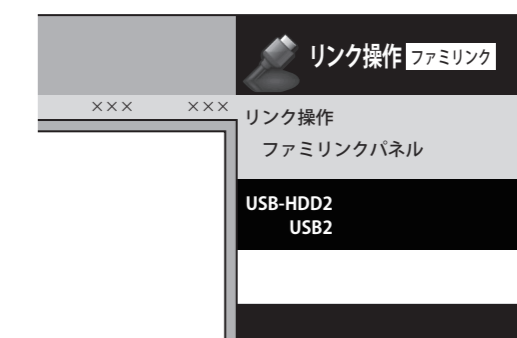 リンク操作 ファミリンク
××× ×××
リンク操作
ファミリンクパネル
USB-HDD2
USB2